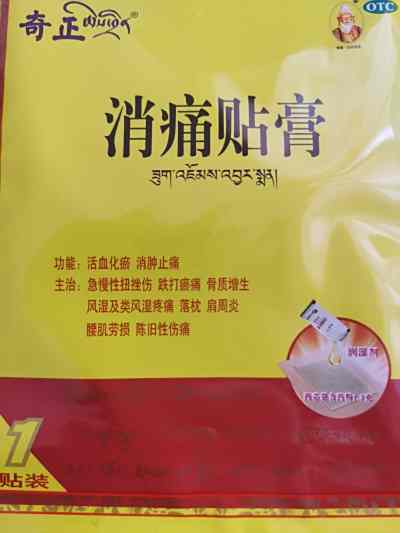 奇正
OTC
消痛贴膏
ཟུག་འཇོམས་འབྱར་སྨན།
功能：活血化瘀 消肿止痛
主治：急慢性扭挫伤 跌打瘀痛 骨质增生
风湿及类风湿疼痛 落枕 肩周炎
腰肌劳损 陈旧性伤痛
润湿剂
1
贴装